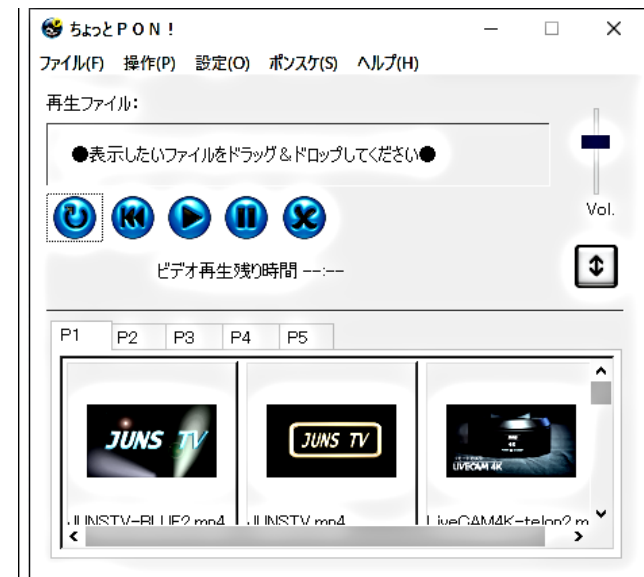 ちょっとPON！
ファイル(F) 操作(P) 設定(O) ポンスケ(S) ヘルプ(H)
再生ファイル：
●表示したいファイルをドラッグ＆ドロップしてください●
Vol.
ビデオ再生残り時間 --:--
P1 P2 P3 P4 P5
JUNS TV
JUNS TV
4K
LIVECAM 4K
JUNSTV-BLUE2.mp4 JUNSTV.mp4 LiveCAM4K-telop2.m